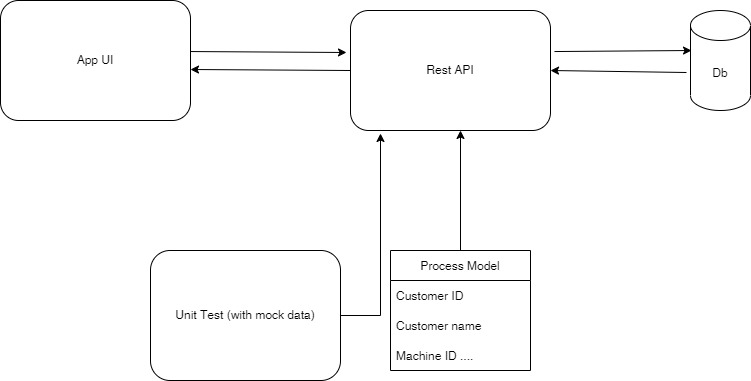 App UI
Rest API
Db
Unit Test (with mock data)
Process Model
Customer ID
Customer name
Machine ID ....